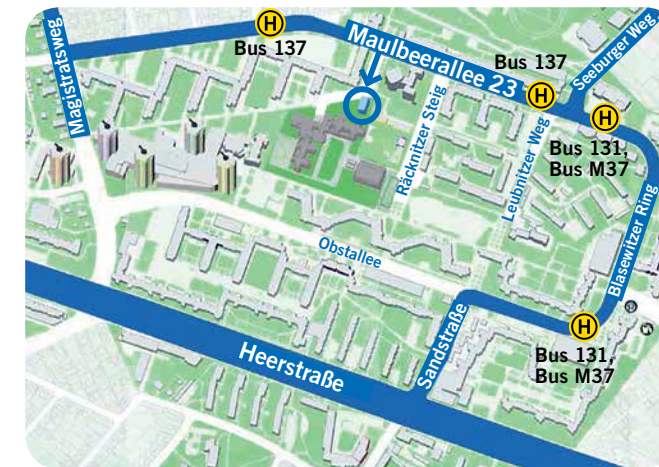 H
Bus 137
Magistratsweg
Maulbeerallee 23
Bus 137
H
Seeburger Weg
H
Bus 131,
Bus M37
Räcknitzer Steig
Leubnitzer Weg
Blasewitzer Ring
Obstallee
Sandstraße
H
Bus 131,
Bus M37
Heerstraße